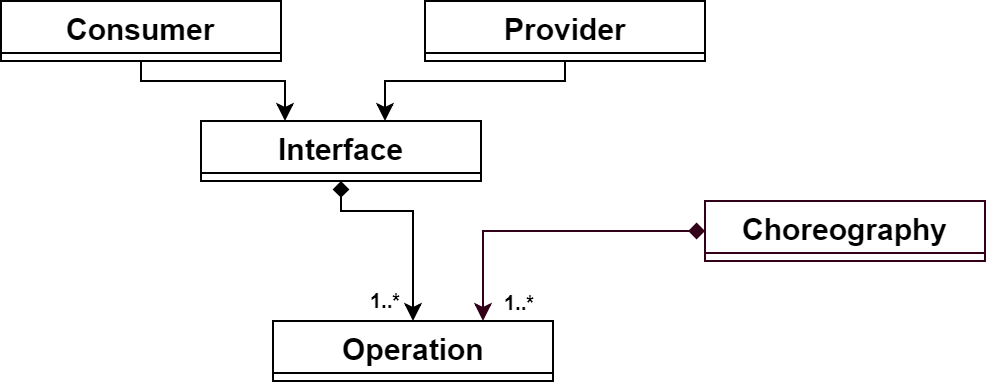 Consumer
Provider
Interface
Choreography
1..*
1..*
Operation